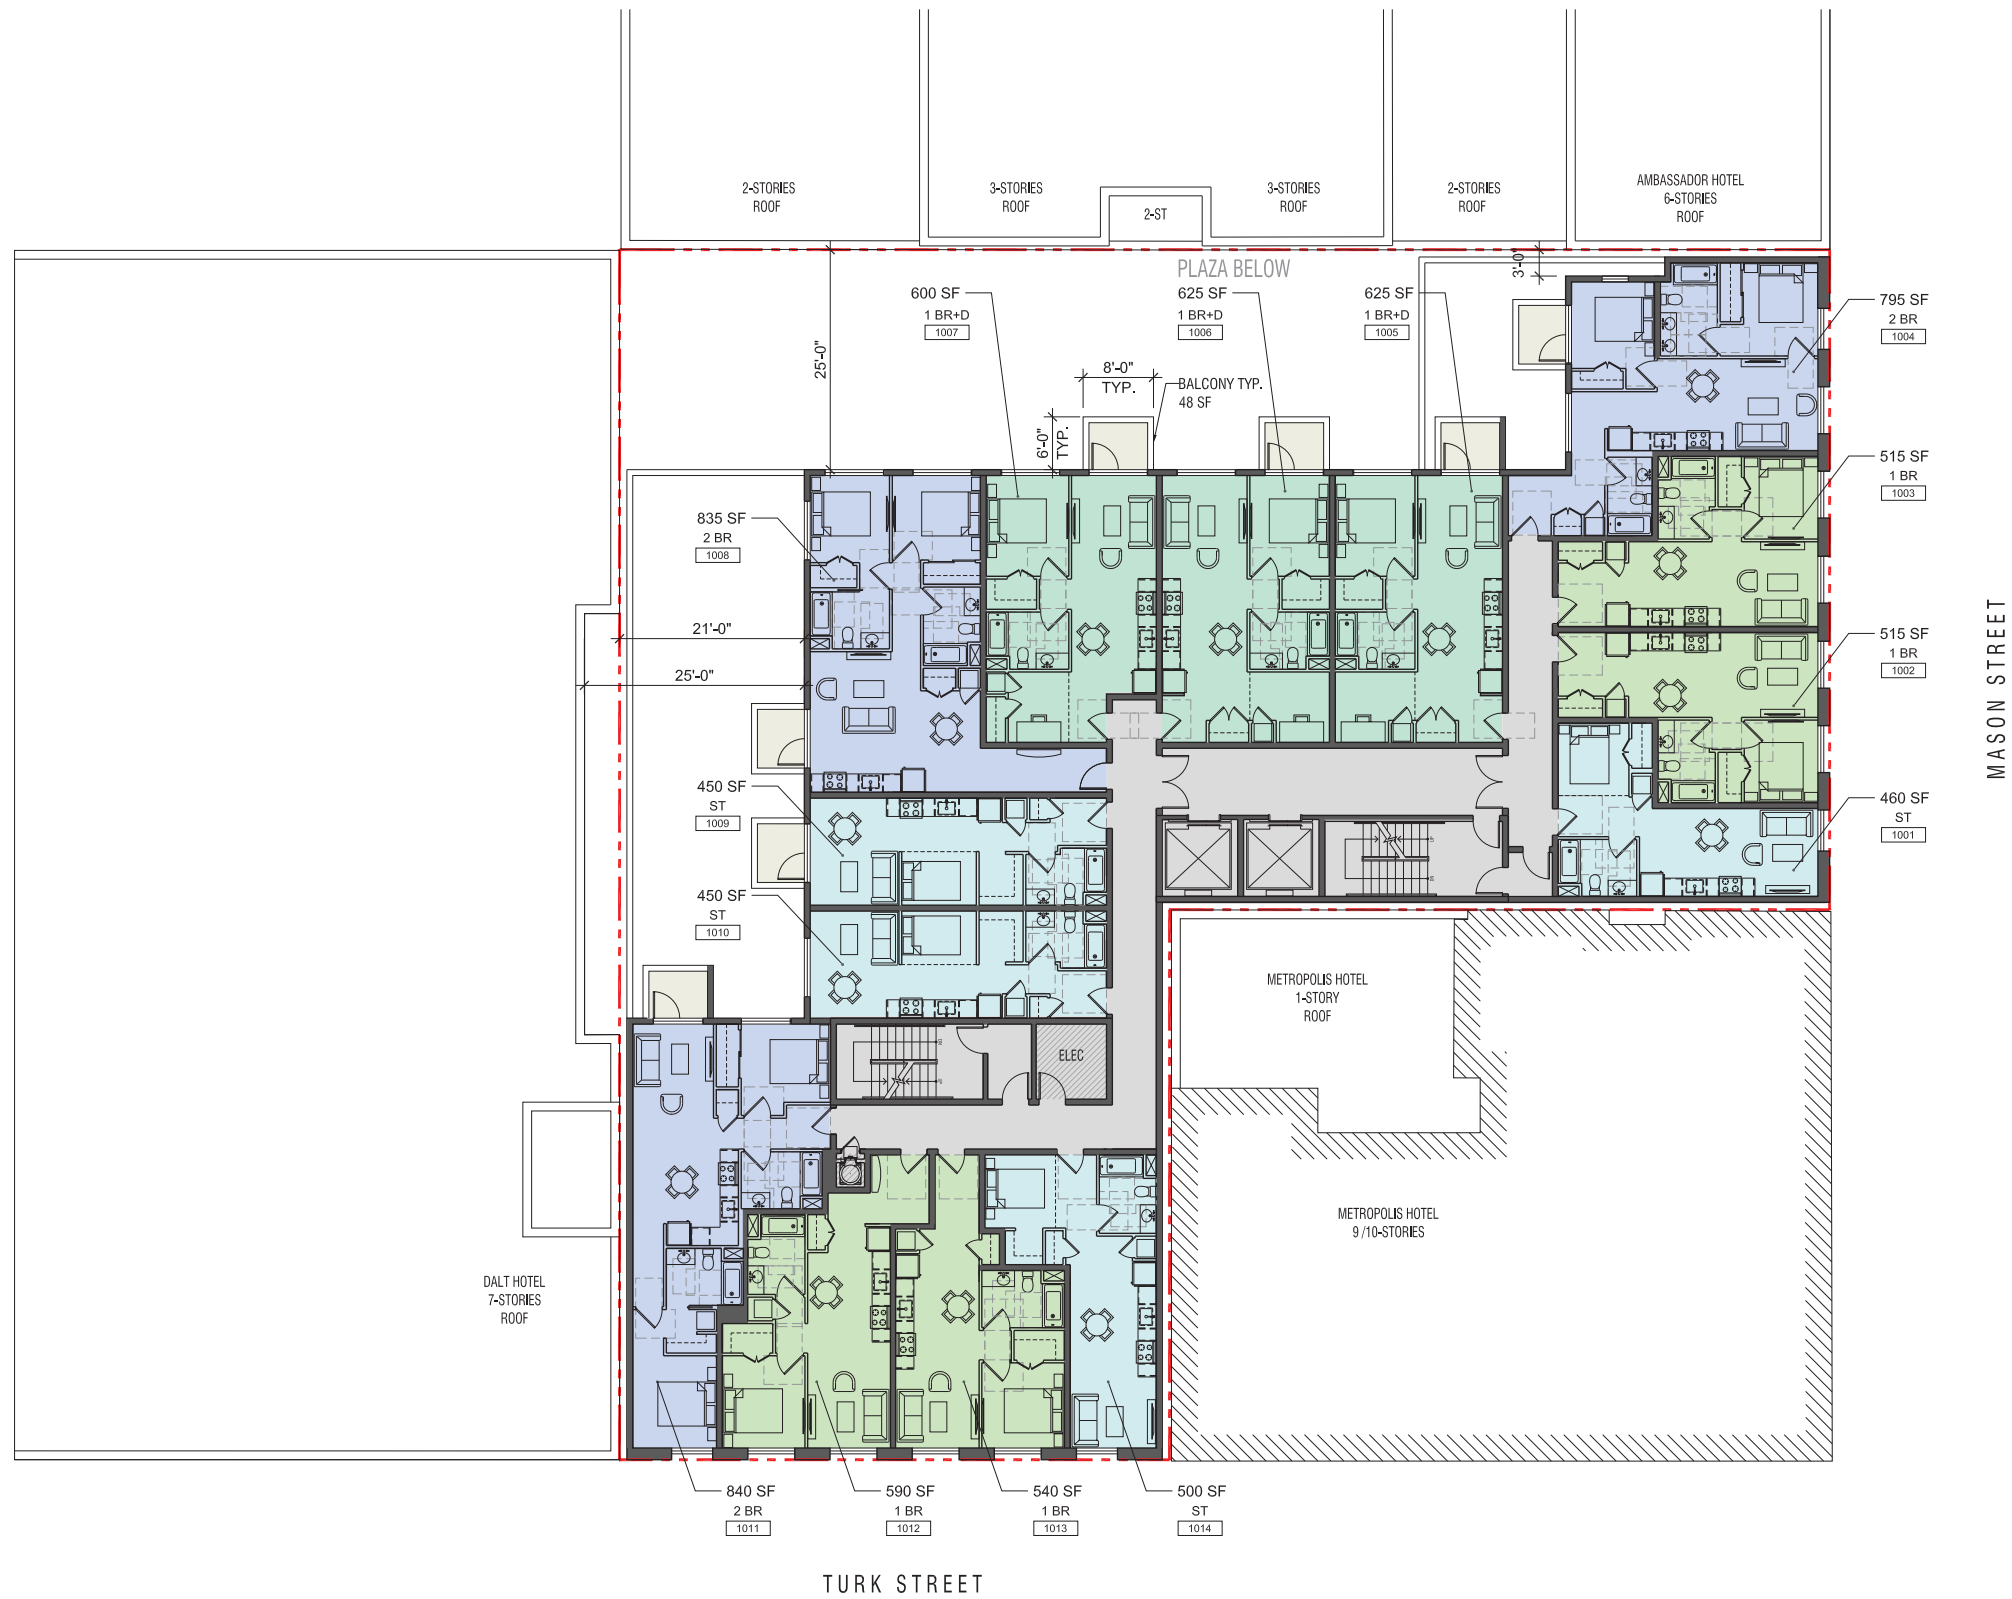 2-STORIES
ROOF
3-STORIES
ROOF
2-ST
3-STORIES
ROOF
2-STORIES
ROOF
AMBASSADOR HOTEL
6-STORIES
ROOF
PLAZA BELOW
3'-0"
25'-0"
600 SF
1 BR+D
1007
625 SF
1 BR+D
1006
625 SF
1 BR+D
1005
795 SF
2 BR
1004
8'-0"
TYP.
BALCONY TYP.
48 SF
6'-0"
TYP.
515 SF
1 BR
1003
835 SF
2 BR
1008
21'-0"
25'-0"
515 SF
1 BR
1002
MASON STREET
450 SF
ST
1009
460 SF
ST
1001
450 SF
ST
1010
METROPOLIS HOTEL
1-STORY
ROOF
ELEC
METROPOLIS HOTEL
9 /10-STORIES
DALT HOTEL
7-STORIES
ROOF
840 SF
2 BR
1011
590 SF
1 BR
1012
540 SF
1 BR
1013
500 SF
ST
1014
TURK STREET